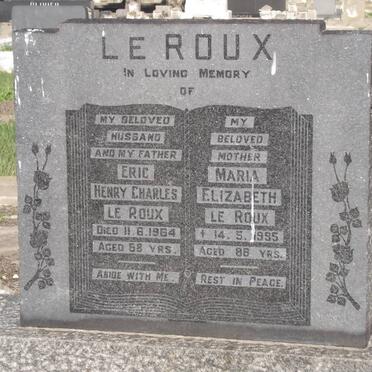 OLIVIER
LE ROUX
IN LOVING MEMORY
OF
MY BELOVED
HUSBAND
AND MY FATHER
ERIC
HENRY CHARLES
LE ROUX
DIED 11.6.1964
AGED 58 YRS.
ABIDE WITH ME.
MY
BELOVED
MOTHER
MARIA
ELIZABETH
LE ROUX
† 14.5.1995
AGED 86 YRS.
REST IN PEACE.